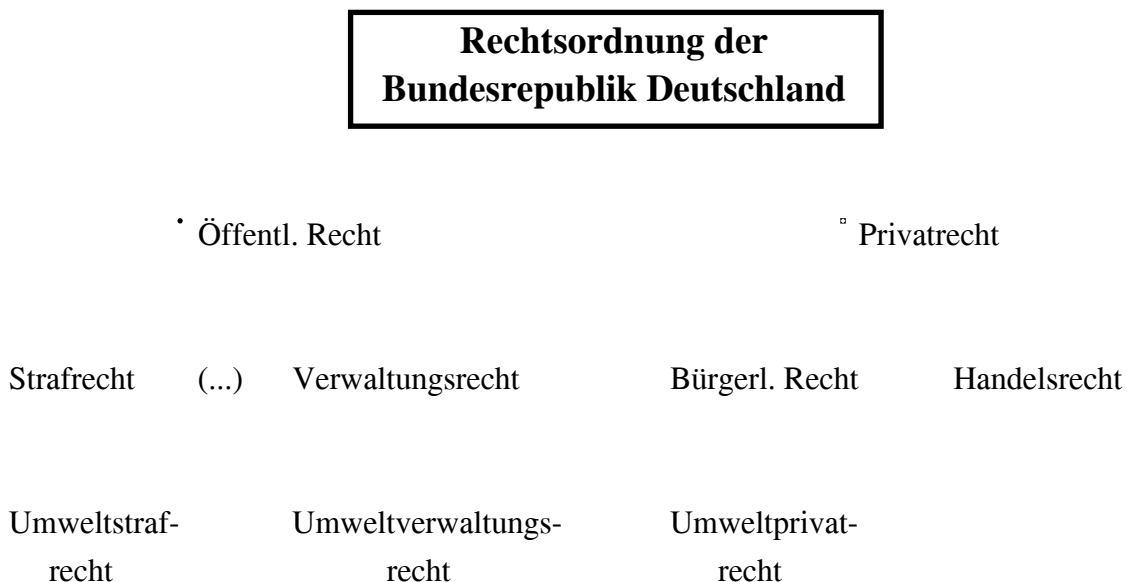 Rechtsordnung der
Bundesrepublik Deutschland
• Öffentl. Recht ¤ Privatrecht
Strafrecht (...) Verwaltungsrecht Bürgerl. Recht Handelsrecht
Umweltstraf- Umweltverwaltungs- Umweltprivat-
recht recht recht